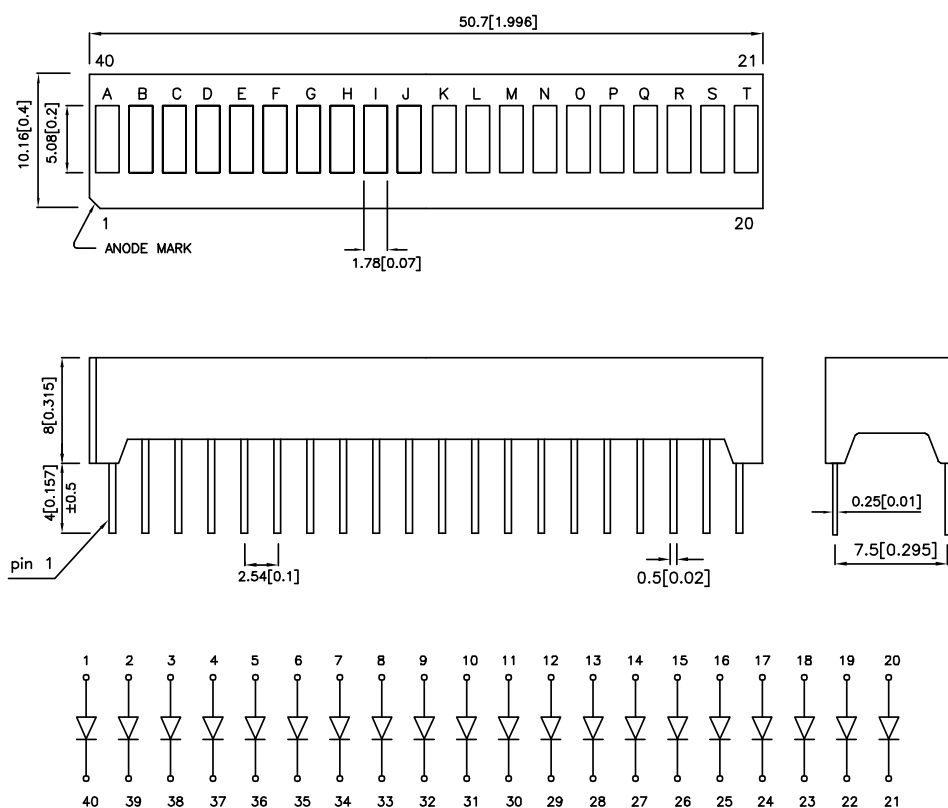 50.7[1.996]
40 21
A B C D E F G H I J K L M N O P Q R S T
10.16[0.4]
5.08[0.2]
1 20
ANODE MARK
1.78[0.07]
8[0.315]
4[0.157]
±0.5
pin 1
2.54[0.1]
0.5[0.02]
0.25[0.01]
7.5[0.295]
1 2 3 4 5 6 7 8 9 10 11 12 13 14 15 16 17 18 19 20
40 39 38 37 36 35 34 33 32 31 30 29 28 27 26 25 24 23 22 21